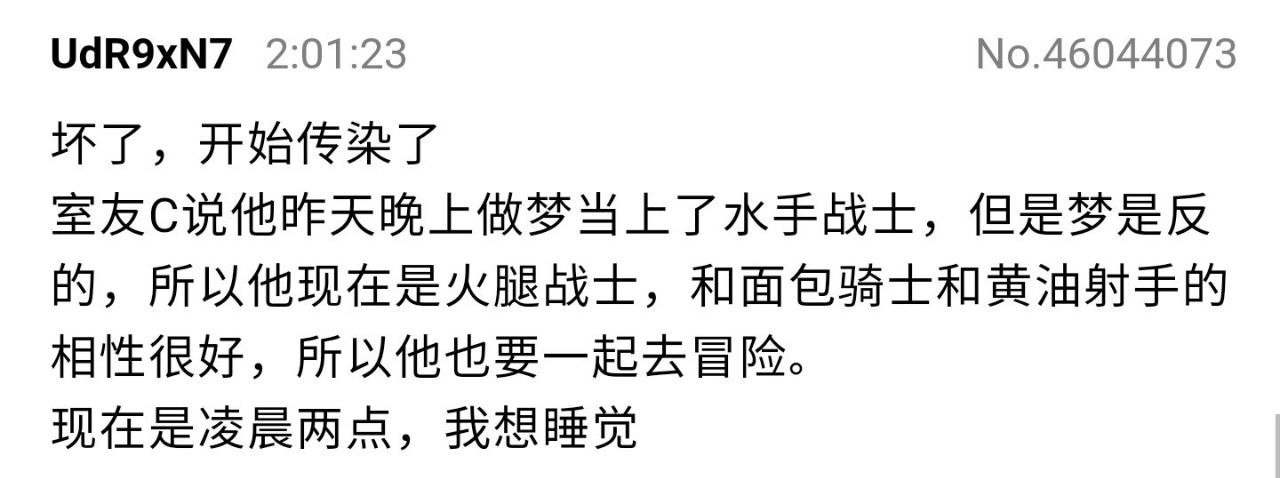 UdR9xN7 2:01:23 No.46044073
坏了，开始传染了
室友C说他昨天晚上做梦当上了水手战士，但是梦是反
的，所以他现在是火腿战士，和面包骑士和黄油射手的
相性很好，所以他也要一起去冒险。
现在是凌晨两点，我想睡觉